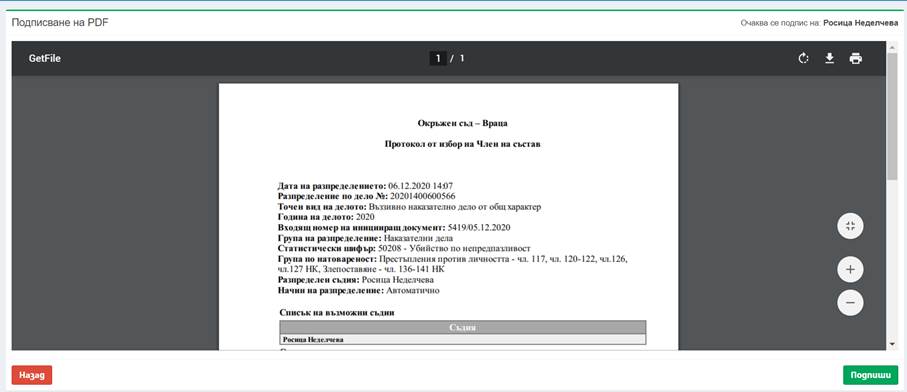 Подписване на PDF
Очаква се подпис на: Росица Неделчева
GetFile
1 / 1
Окръжен съд – Враца
Протокол от избор на Член на състав
Дата на разпределението: 06.12.2020 14:07
Разпределение по дело №: 20201400600566
Точен вид на делото: Въззивно наказателно дело от общ характер
Година на делото: 2020
Входящ номер на иницииращ документ: 5419/05.12.2020
Група на разпределение: Наказателни дела
Статистически шифър: 50208 - Убийство по непредпазливост
Група по натовареност: Престъпления против личността - чл. 117, чл. 120-122, чл.126,
чл.127 НК, Злепоставяне - чл. 136-141 НК
Разпределен съдия: Росица Неделчева
Начин на разпределение: Автоматично
Списък на възможни съдии
Съдия
Росица Неделчева
Назад
Подпиши